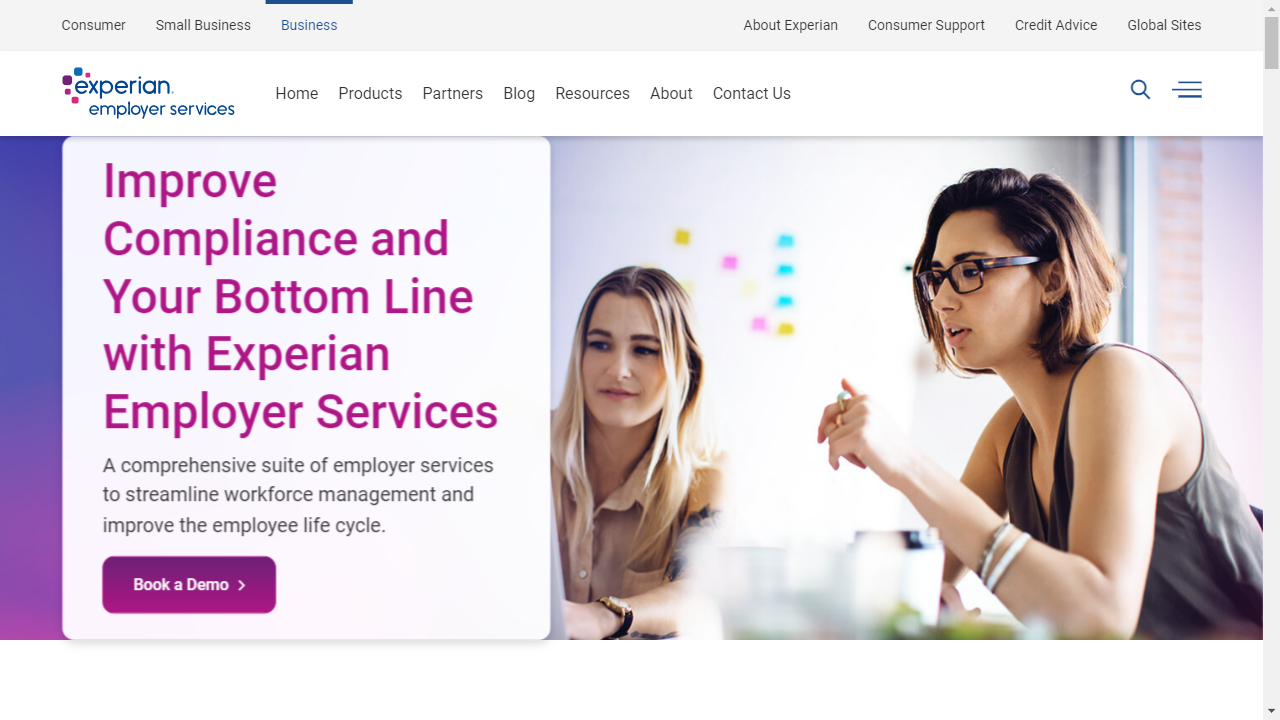 Consumer Small Business Business About Experian Consumer Support Credit Advice Global Sites
experian.
employer services
Home Products Partners Blog Resources About Contact Us
Improve
Compliance and
Your Bottom Line
with Experian
Employer Services
A comprehensive suite of employer services
to streamline workforce management and
improve the employee life cycle.
Book a Demo